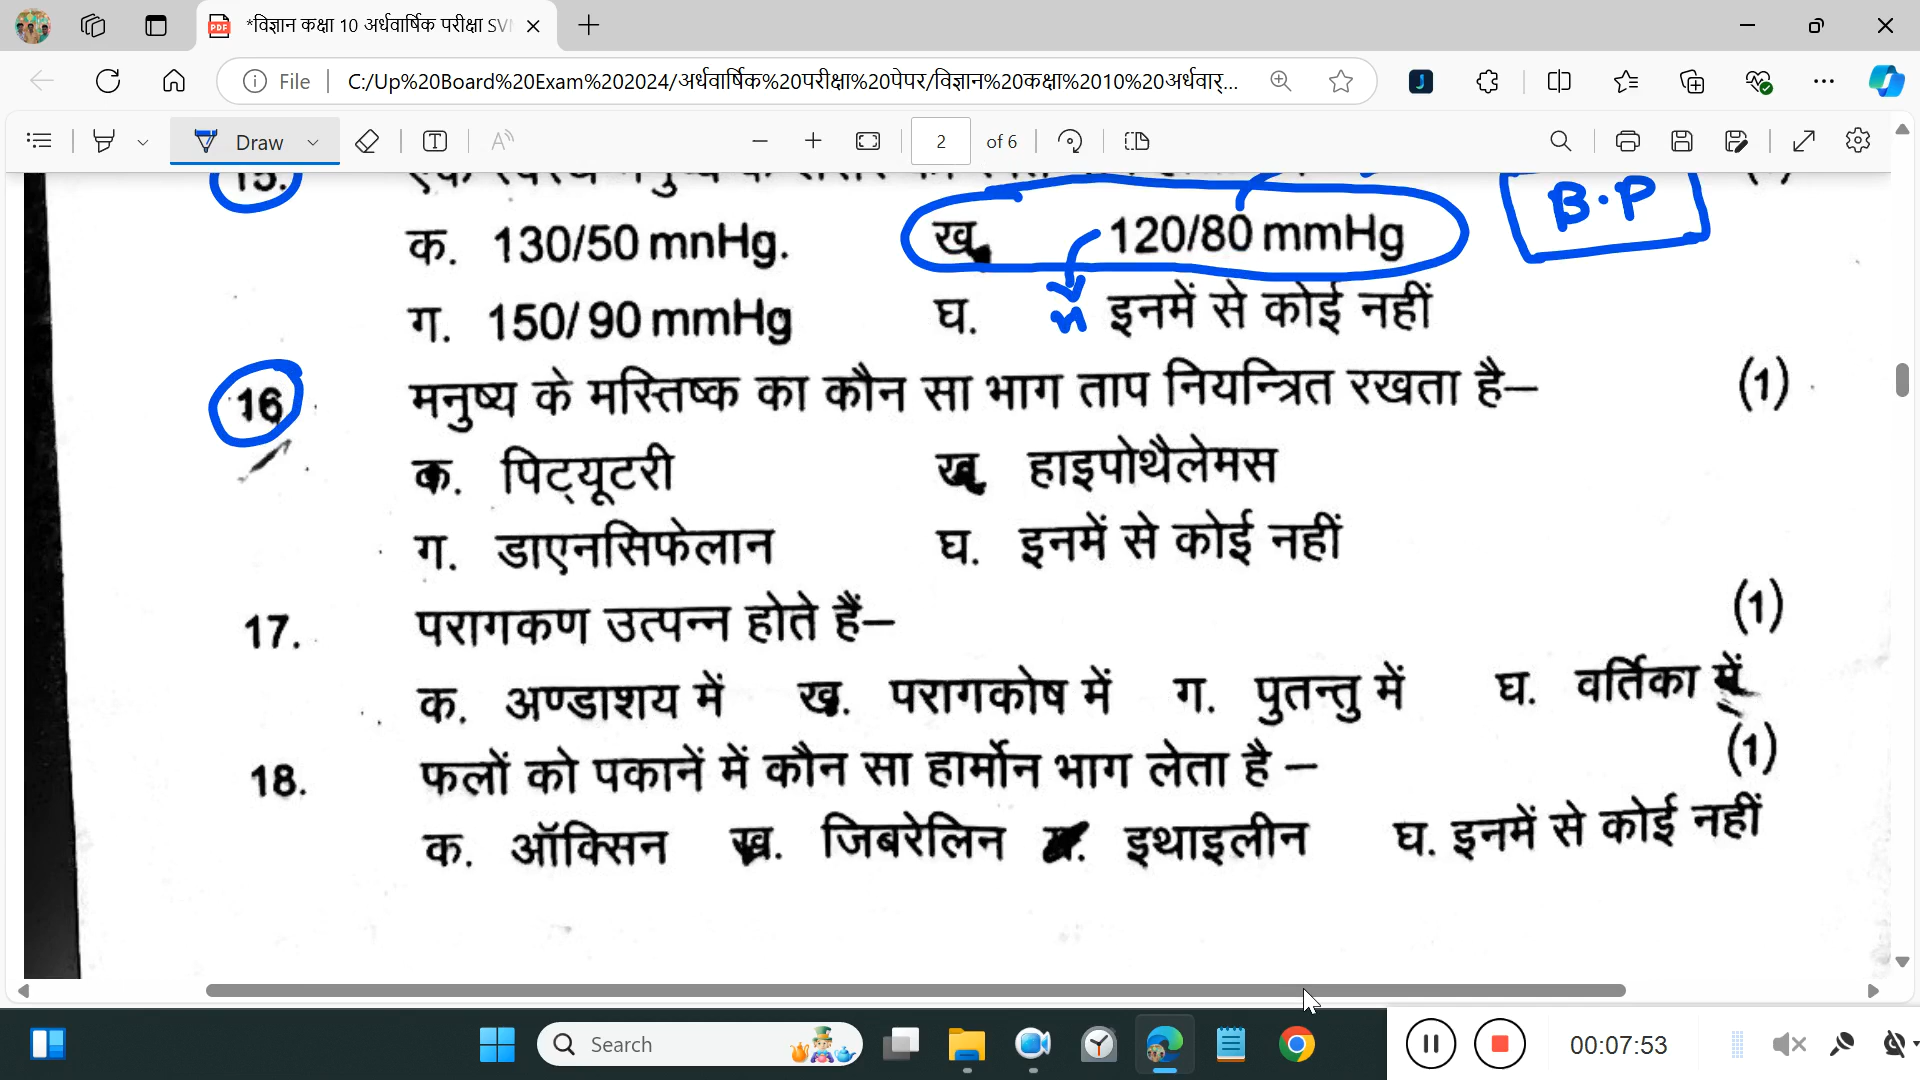 *विज्ञान कक्षा 10 अर्धवार्षिक परीक्षा SV
File C:/Up%20Board%20Exam%202024/अर्धवार्षिक%20परीक्षा%20पेपर/विज्ञान%20कक्षा%2010%20अर्धवार्...
Draw 2 of 6
15.
B.P
क. 130/50 mnHg. ख. 120/80 mmHg
ग. 150/90 mmHg घ. n इनमें से कोई नहीं
16 मनुष्य के मस्तिष्क का कौन सा भाग ताप नियन्त्रित रखता है– (1)
क. पिट्यूटरी ख. हाइपोथैलेमस
ग. डाएनसिफेलान घ. इनमें से कोई नहीं
17. परागकण उत्पन्न होते हैं– (1)
क. अण्डाशय में ख. परागकोष में ग. पुतन्तु में घ. वर्तिका में
18. फलों को पकानें में कौन सा हार्मोन भाग लेता है – (1)
क. ऑक्सिन ख. जिबरेलिन इथाइलीन घ. इनमें से कोई नहीं
Search 00:07:53